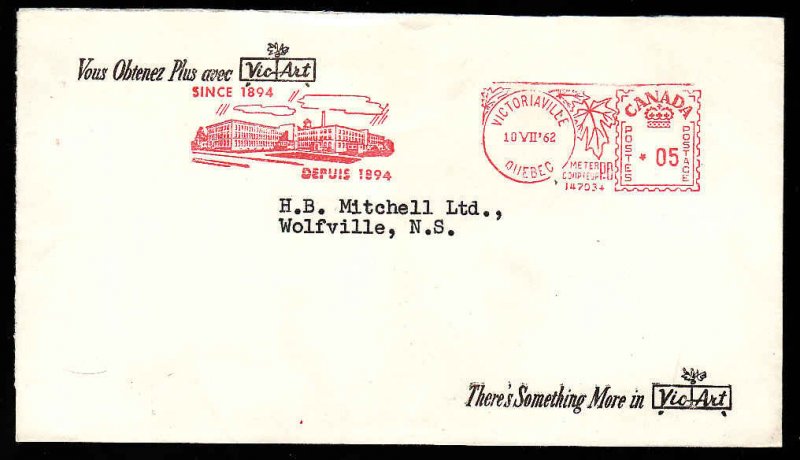 Vous Obtenez Plus avec Vic Art
SINCE 1894
DEPUIS 1894
VICTORIAVILLE
10 VII '62
QUEBEC
METER
COMPTEUR P.B.
147034
CANADA
POSTES
* 05
POSTAGE
H.B. Mitchell Ltd.,
Wolfville, N.S.
There's Something More in Vic Art